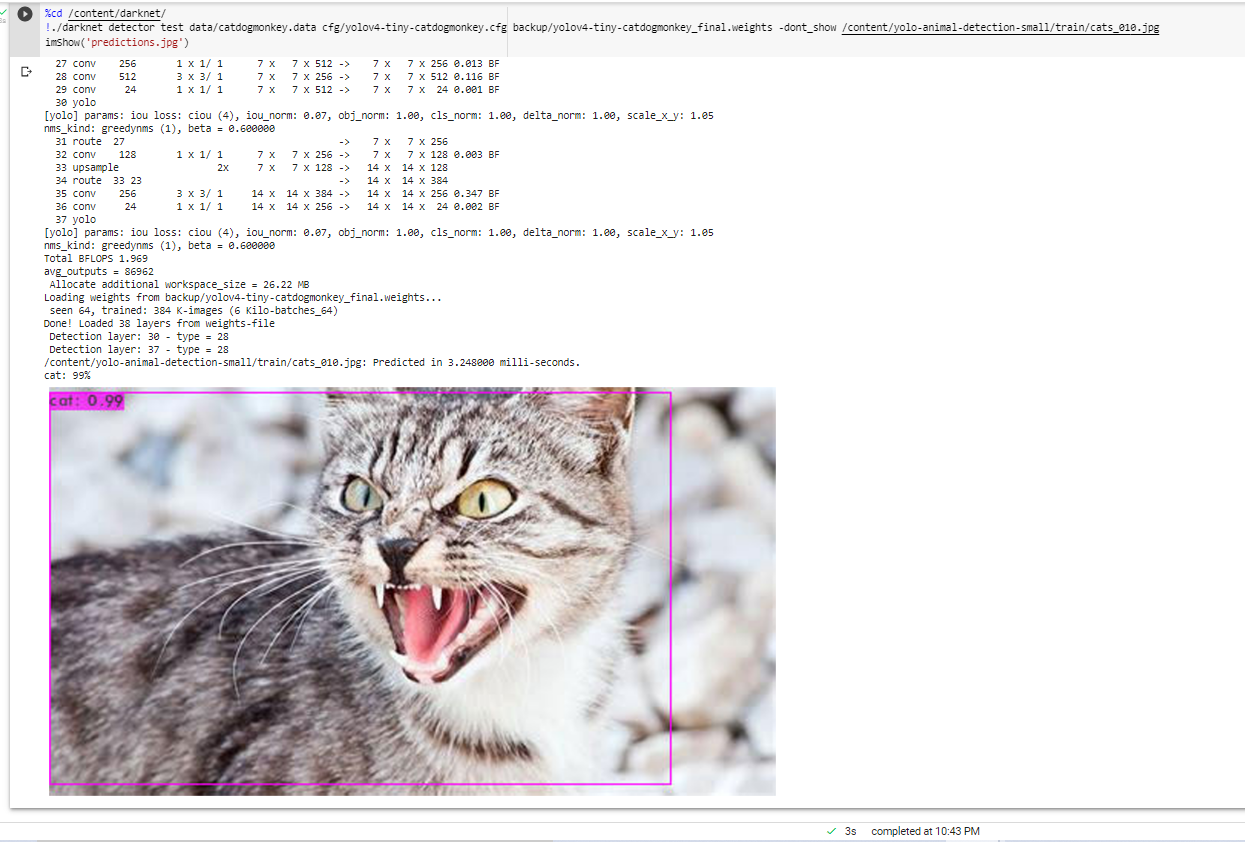 %cd /content/darknet/
!./darknet detector test data/catdogmonkey.data cfg/yolov4-tiny-catdogmonkey.cfg backup/yolov4-tiny-catdogmonkey_final.weights -dont_show /content/yolo-animal-detection-small/train/cats_010.jpg
imShow('predictions.jpg')
27 conv 256 1 x 1/ 1 7 x 7 x 512 -> 7 x 7 x 256 0.013 BF
28 conv 512 3 x 3/ 1 7 x 7 x 256 -> 7 x 7 x 512 0.116 BF
29 conv 24 1 x 1/ 1 7 x 7 x 512 -> 7 x 7 x 24 0.001 BF
30 yolo
[yolo] params: iou loss: ciou (4), iou_norm: 0.07, obj_norm: 1.00, cls_norm: 1.00, delta_norm: 1.00, scale_x_y: 1.05
nms_kind: greedynms (1), beta = 0.600000
31 route 27 -> 7 x 7 x 256
32 conv 128 1 x 1/ 1 7 x 7 x 256 -> 7 x 7 x 128 0.003 BF
33 upsample 2x 7 x 7 x 128 -> 14 x 14 x 128
34 route 33 23 -> 14 x 14 x 384
35 conv 256 3 x 3/ 1 14 x 14 x 384 -> 14 x 14 x 256 0.347 BF
36 conv 24 1 x 1/ 1 14 x 14 x 256 -> 14 x 14 x 24 0.002 BF
37 yolo
[yolo] params: iou loss: ciou (4), iou_norm: 0.07, obj_norm: 1.00, cls_norm: 1.00, delta_norm: 1.00, scale_x_y: 1.05
nms_kind: greedynms (1), beta = 0.600000
Total BFLOPS 1.969
avg_outputs = 86962
Allocate additional workspace_size = 26.22 MB
Loading weights from backup/yolov4-tiny-catdogmonkey_final.weights...
seen 64, trained: 384 K-images (6 Kilo-batches_64)
Done! Loaded 38 layers from weights-file
Detection layer: 30 - type = 28
Detection layer: 37 - type = 28
/content/yolo-animal-detection-small/train/cats_010.jpg: Predicted in 3.248000 milli-seconds.
cat: 99%
cat: 0.99
3s completed at 10:43 PM